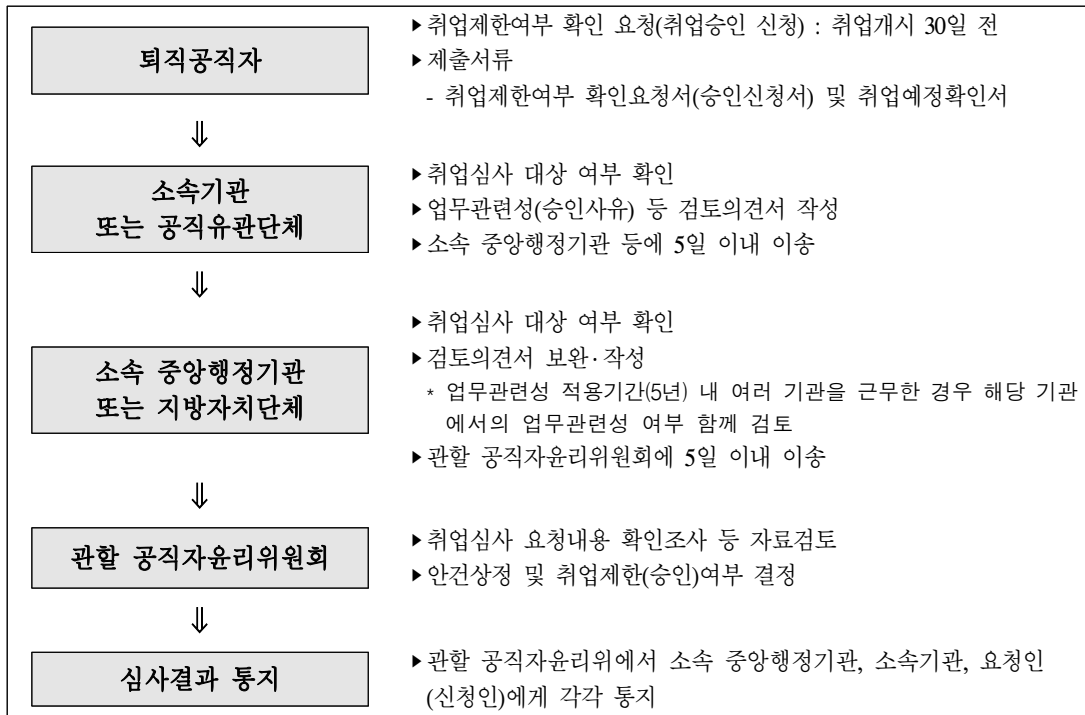 퇴직공직자
▶취업제한여부 확인 요청(취업승인 신청) : 취업개시 30일 전
▶제출서류
- 취업제한여부 확인요청서(승인신청서) 및 취업예정확인서
⇓
소속기관
또는 공직유관단체
▶취업심사 대상 여부 확인
▶업무관련성(승인사유) 등 검토의견서 작성
▶소속 중앙행정기관 등에 5일 이내 이송
⇓
소속 중앙행정기관
또는 지방자치단체
▶취업심사 대상 여부 확인
▶검토의견서 보완·작성
* 업무관련성 적용기간(5년) 내 여러 기관을 근무한 경우 해당 기관
에서의 업무관련성 여부 함께 검토
▶관할 공직자윤리위원회에 5일 이내 이송
⇓
관할 공직자윤리위원회
▶취업심사 요청내용 확인조사 등 자료검토
▶안건상정 및 취업제한(승인)여부 결정
⇓
심사결과 통지
▶관할 공직자윤리위에서 소속 중앙행정기관, 소속기관, 요청인
(신청인)에게 각각 통지